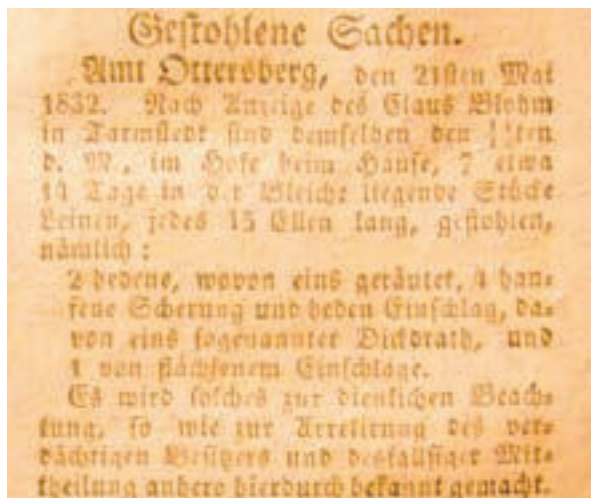 Gestohlene Sachen.
Amt Ottersberg, den 21sten Mai
1832. Nach Anzeige des Claus Blohm
in Tarmstedt sind demselben den
d. M., im Hofe beim Hause, 7 etwa
14 Tage in der Bleiche liegende Stücke
Leinen, jedes 15 Ellen lang, gestohlen,
nämlich:
2 hedene, wovon eins geräutet, 4 han-
fene Scherung und heden Einschlag, da-
von eins sogenannter Dickdrath, und
1 von flächsenem Einschlage.
Es wird solches zur dienlichen Beach-
tung, so wie zur Arretirung des ver-
dächtigen Besitzers und desfallsiger Mit-
theilung anhero hierdurch bekannt gemacht.